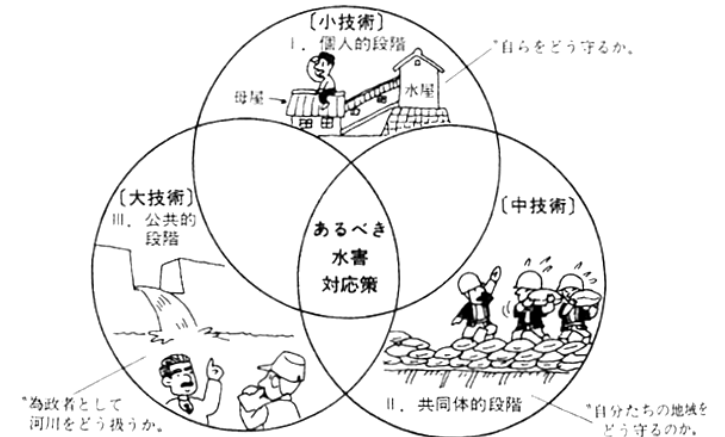 〔小技術〕
Ⅰ. 個人的段階
"自らをどう守るか。
母屋→
水屋
〔大技術〕
Ⅲ. 公共的
段階
〔中技術〕
あるべき
水害
対応策
"為政者として
河川をどう扱うか。
Ⅱ. 共同体的段階
"自分たちの地域を
どう守るのか。